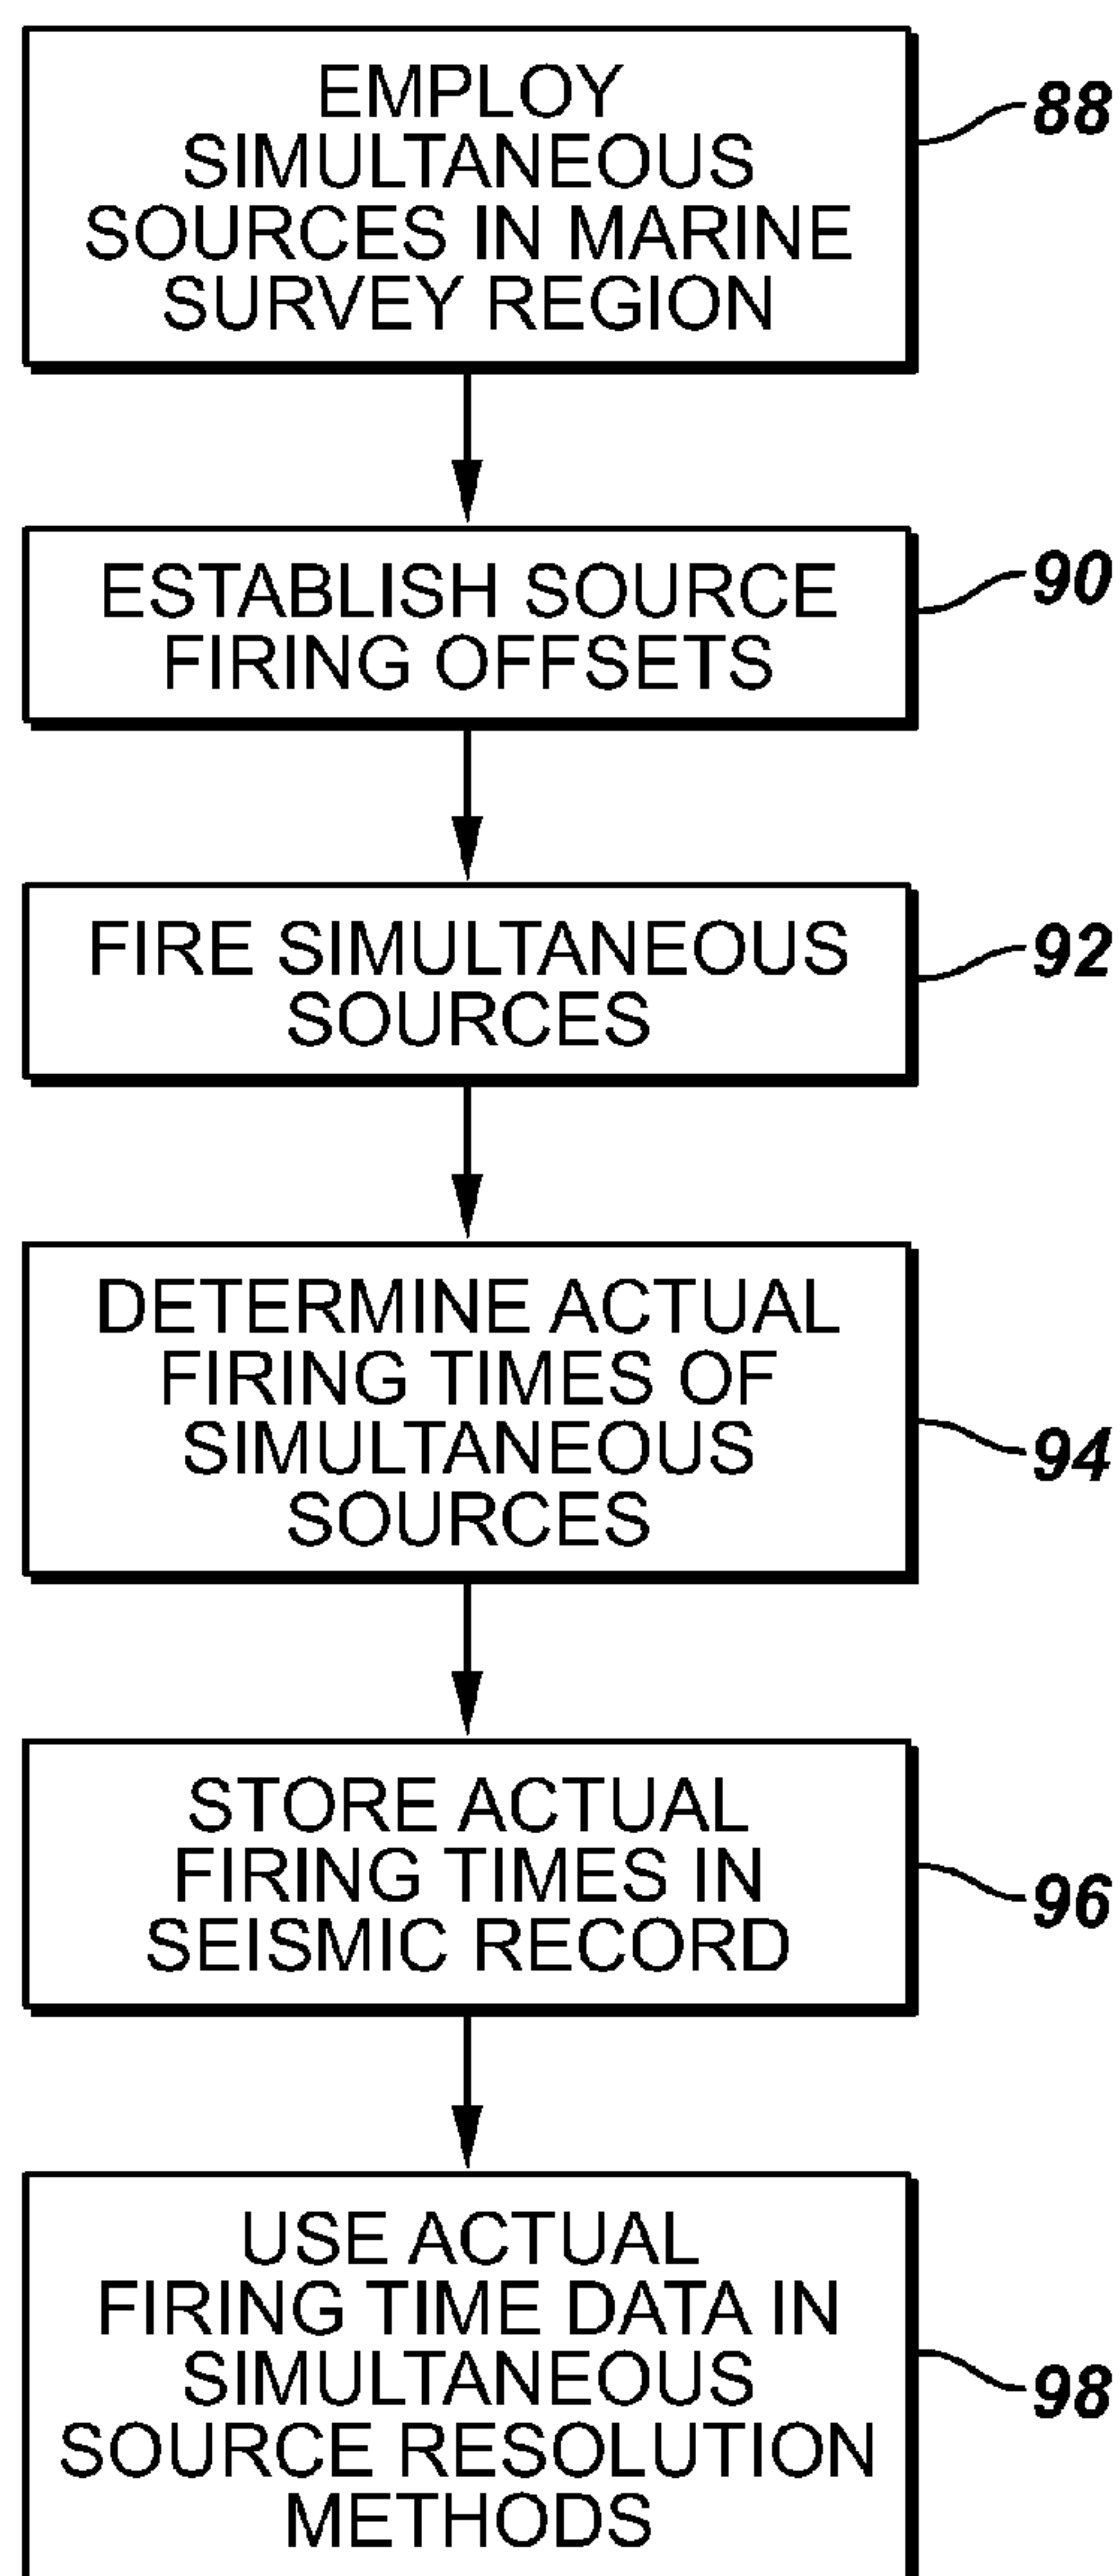 EMPLOY
SIMULTANEOUS
SOURCES IN MARINE
SURVEY REGION
88
ESTABLISH SOURCE
FIRING OFFSETS
90
FIRE SIMULTANEOUS
SOURCES
92
DETERMINE ACTUAL
FIRING TIMES OF
SIMULTANEOUS
SOURCES
94
STORE ACTUAL
FIRING TIMES IN
SEISMIC RECORD
96
USE ACTUAL
FIRING TIME DATA IN
SIMULTANEOUS
SOURCE RESOLUTION
METHODS
98